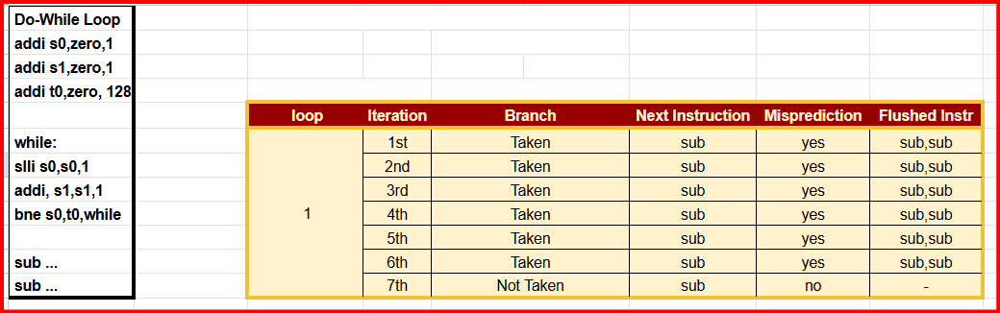 Do-While Loop
addi s0,zero,1
addi s1,zero,1
addi t0,zero, 128
while:
slli s0,s0,1
addi, s1,s1,1
bne s0,t0,while
sub ...
sub ...
loop Iteration Branch Next Instruction Misprediction Flushed Instr
1
1st Taken sub yes sub,sub
2nd Taken sub yes sub,sub
3rd Taken sub yes sub,sub
4th Taken sub yes sub,sub
5th Taken sub yes sub,sub
6th Taken sub yes sub,sub
7th Not Taken sub no -